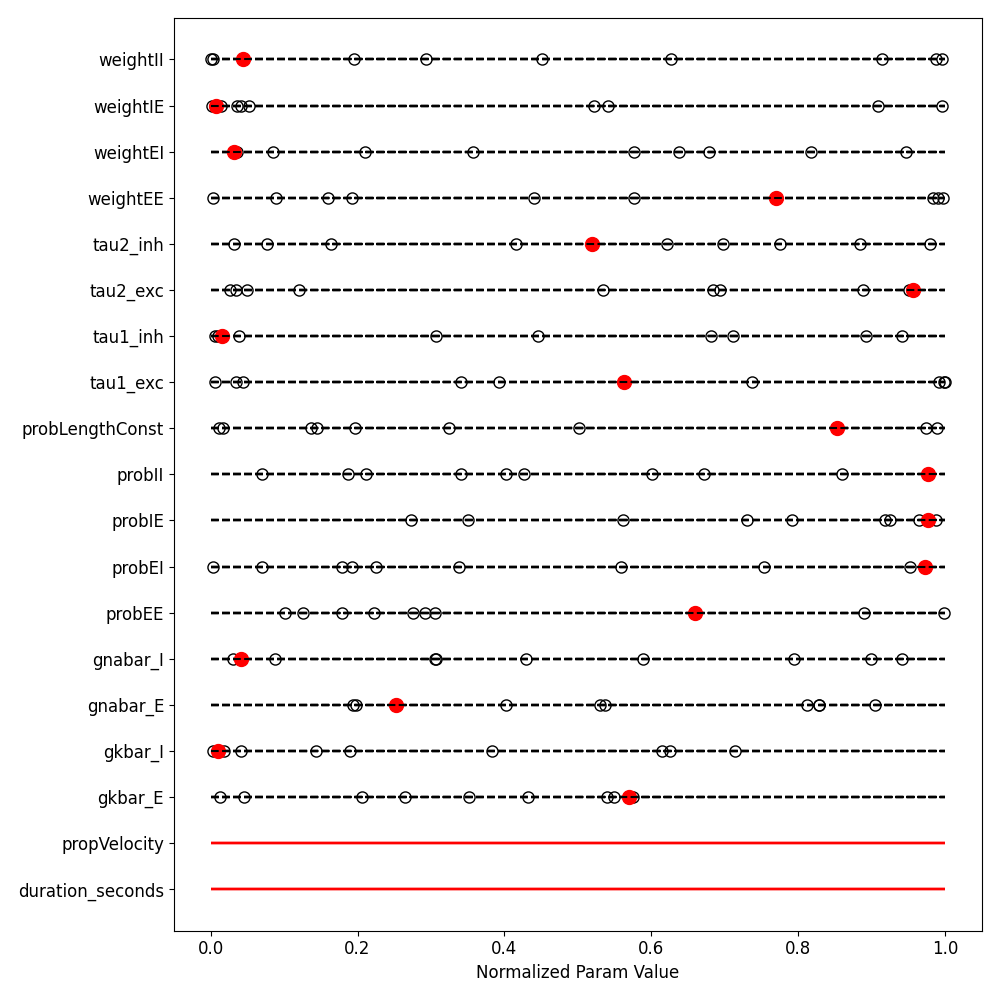 weightII
weightIE
weightEI
weightEE
tau2_inh
tau2_exc
tau1_inh
tau1_exc
probLengthConst
probII
probIE
probEI
probEE
gnabar_I
gnabar_E
gkbar_I
gkbar_E
propVelocity
duration_seconds
0.0 0.2 0.4 0.6 0.8 1.0
Normalized Param Value